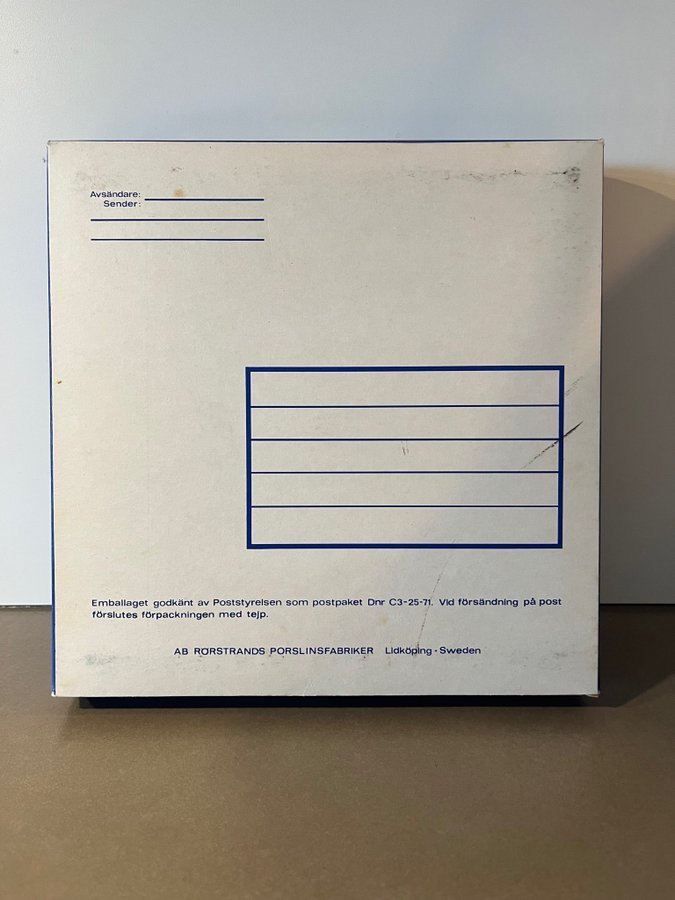 Avsändare:
Sender:
Emballaget godkänt av Poststyrelsen som postpaket Dnr C3-25-71. Vid försändning på post
förslutes förpackningen med tejp.
AB RÖRSTRANDS PORSLINSFABRIKER Lidköping · Sweden